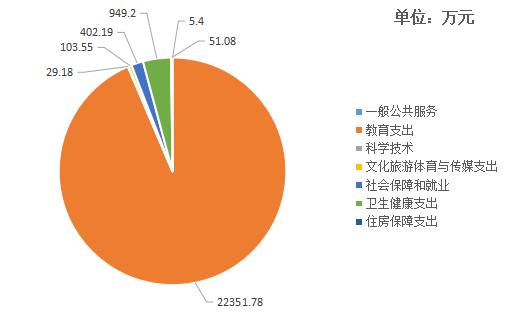 单位：万元
949.2
5.4
402.19
51.08
103.55
29.18
22351.78
一般公共服务
教育支出
科学技术
文化旅游体育与传媒支出
社会保障和就业
卫生健康支出
住房保障支出